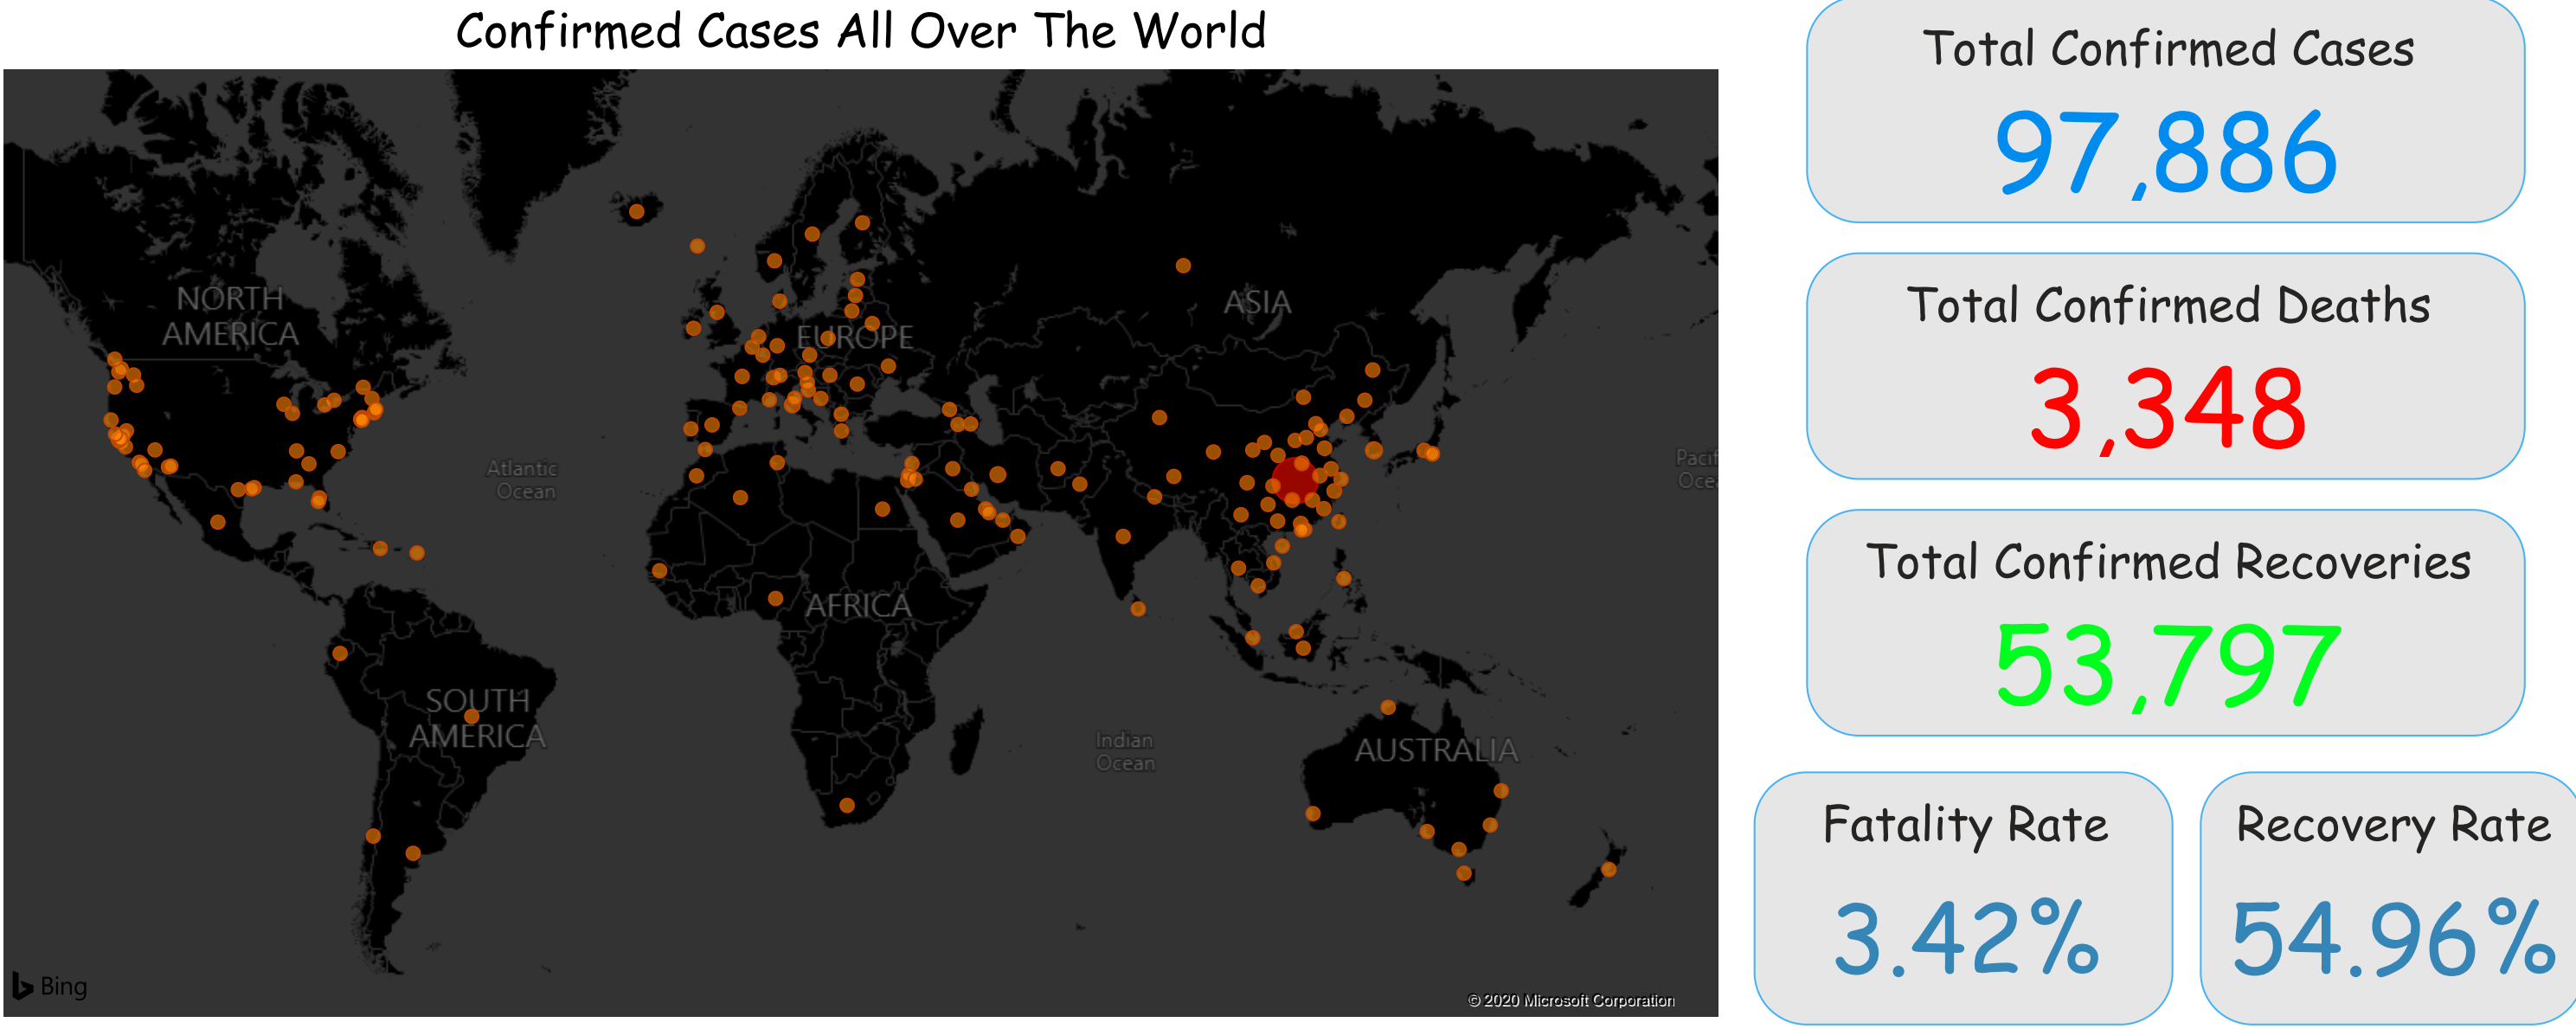 Confirmed Cases All Over The World
NORTH
AMERICA
EUROPE
ASIA
Atlantic
Ocean
Pacif
Ocea
AFRICA
SOUTH
AMERICA
Indian
Ocean
AUSTRALIA
Bing
© 2020 Microsoft Corporation
Total Confirmed Cases
97,886
Total Confirmed Deaths
3,348
Total Confirmed Recoveries
53,797
Fatality Rate
3.42%
Recovery Rate
54.96%